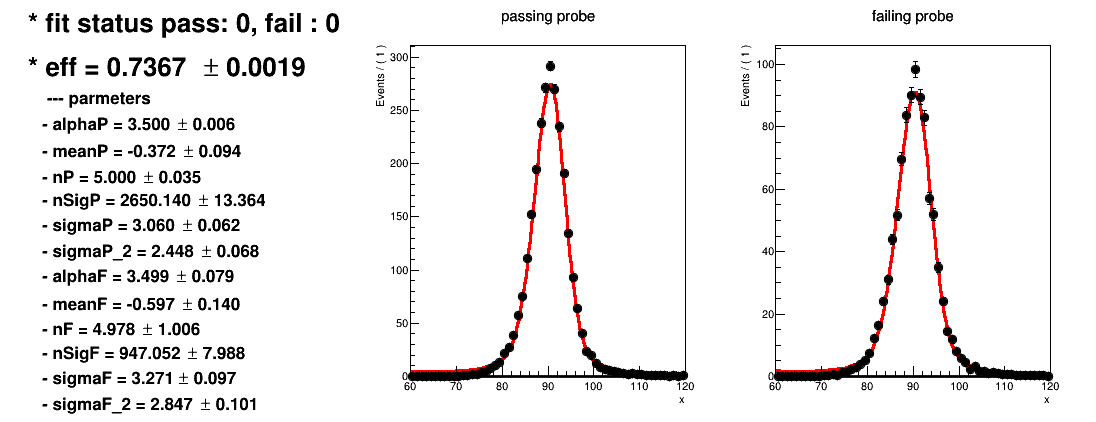 * fit status pass: 0, fail : 0
* eff = 0.7367 ± 0.0019
--- parmeters
- alphaP = 3.500 ± 0.006
- meanP = -0.372 ± 0.094
- nP = 5.000 ± 0.035
- nSigP = 2650.140 ± 13.364
- sigmaP = 3.060 ± 0.062
- sigmaP_2 = 2.448 ± 0.068
- alphaF = 3.499 ± 0.079
- meanF = -0.597 ± 0.140
- nF = 4.978 ± 1.006
- nSigF = 947.052 ± 7.988
- sigmaF = 3.271 ± 0.097
- sigmaF_2 = 2.847 ± 0.101
passing probe
Events / ( 1 )
300
250
200
150
100
50
0
60 70 80 90 100 110 120
x
failing probe
Events / ( 1 )
100
80
60
40
20
0
60 70 80 90 100 110 120
x